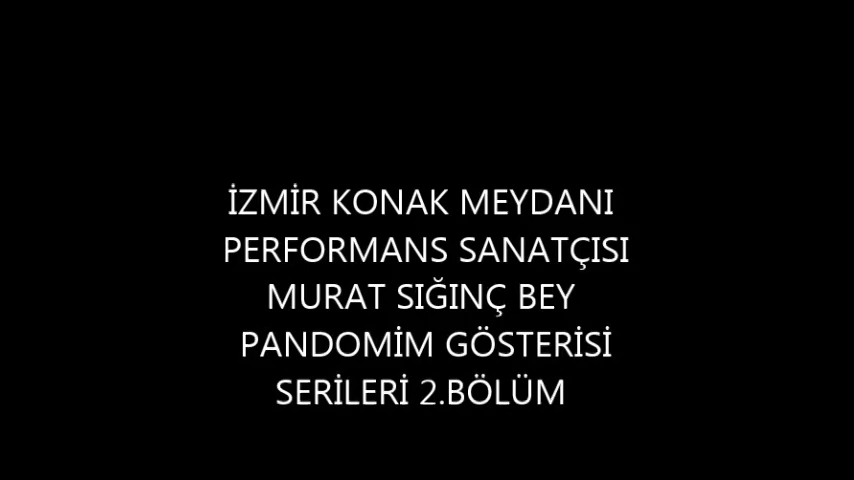 İZMİR KONAK MEYDANI
PERFORMANS SANATÇISI
MURAT SIĞINÇ BEY
PANDOMİM GÖSTERİSİ
SERİLERİ 2.BÖLÜM